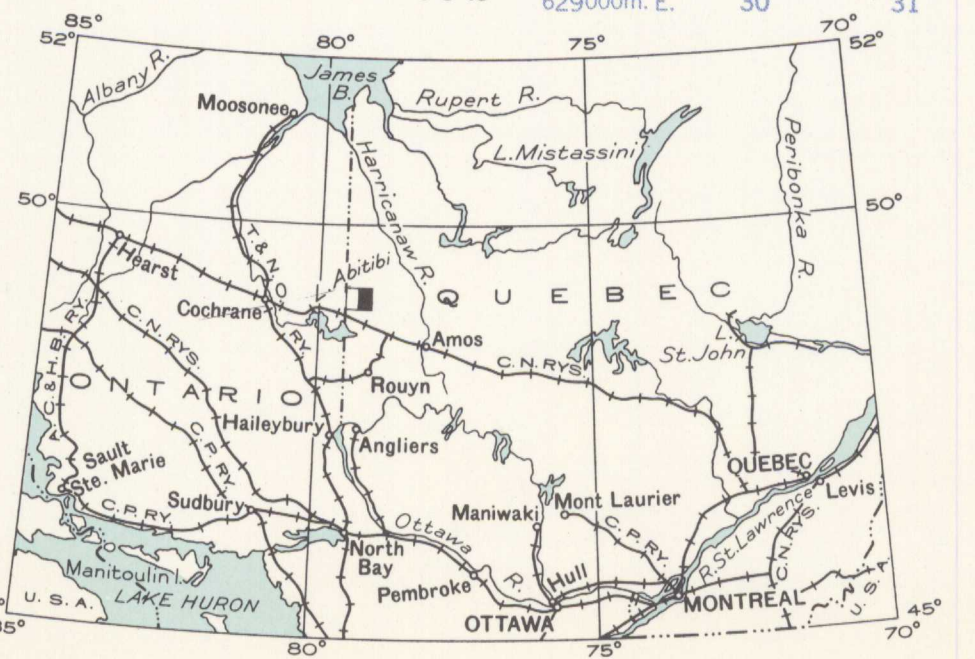 629000m. E. 30 31
85° 80° 75° 70°
52° 52°
Albany R.
James
B.
Moosonee
Rupert R.
L. Mistassini
Peribonka R.
Harricanaw R.
50° 50°
Hearst
T. & N. O. RY.
Abitibi
Cochrane
QUEBEC
C. N. RYS.
Amos
C. N. RYS.
L.
St. John
A. C. & H. B. RY.
ONTARIO
Rouyn
Haileybury
Angliers
C. P. RY.
Sault
Ste. Marie
QUEBEC
Levis
Sudbury
C. P. RY.
Maniwaki
Mont Laurier
C. P. RY.
R. St. Lawrence
C. N. RYS.
Ottawa R.
North
Bay
Pembroke
Hull
Manitoulin I.
LAKE HURON
U. S. A.
OTTAWA
MONTREAL
U. S. A.
45°
80° 75° 70°